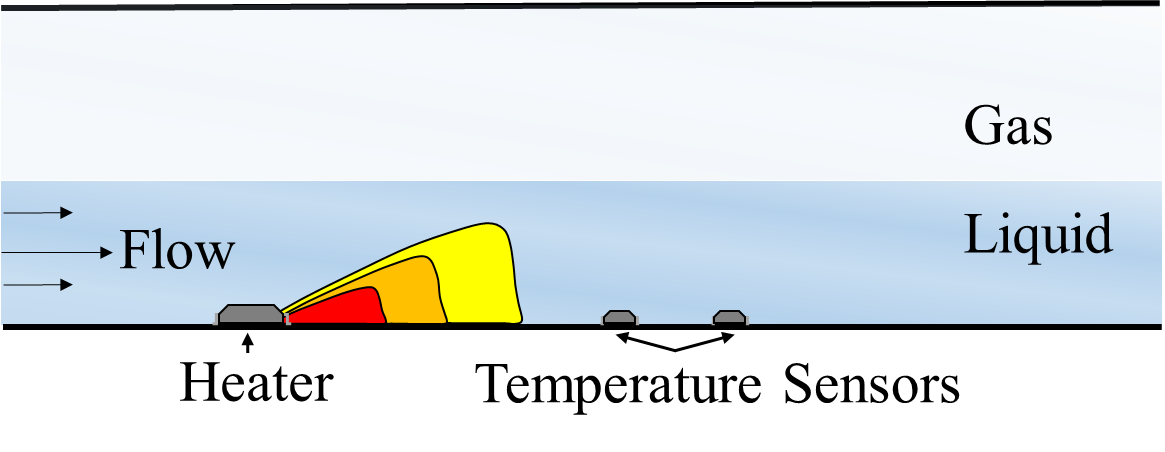 Gas
Liquid
Flow
Heater
Temperature Sensors